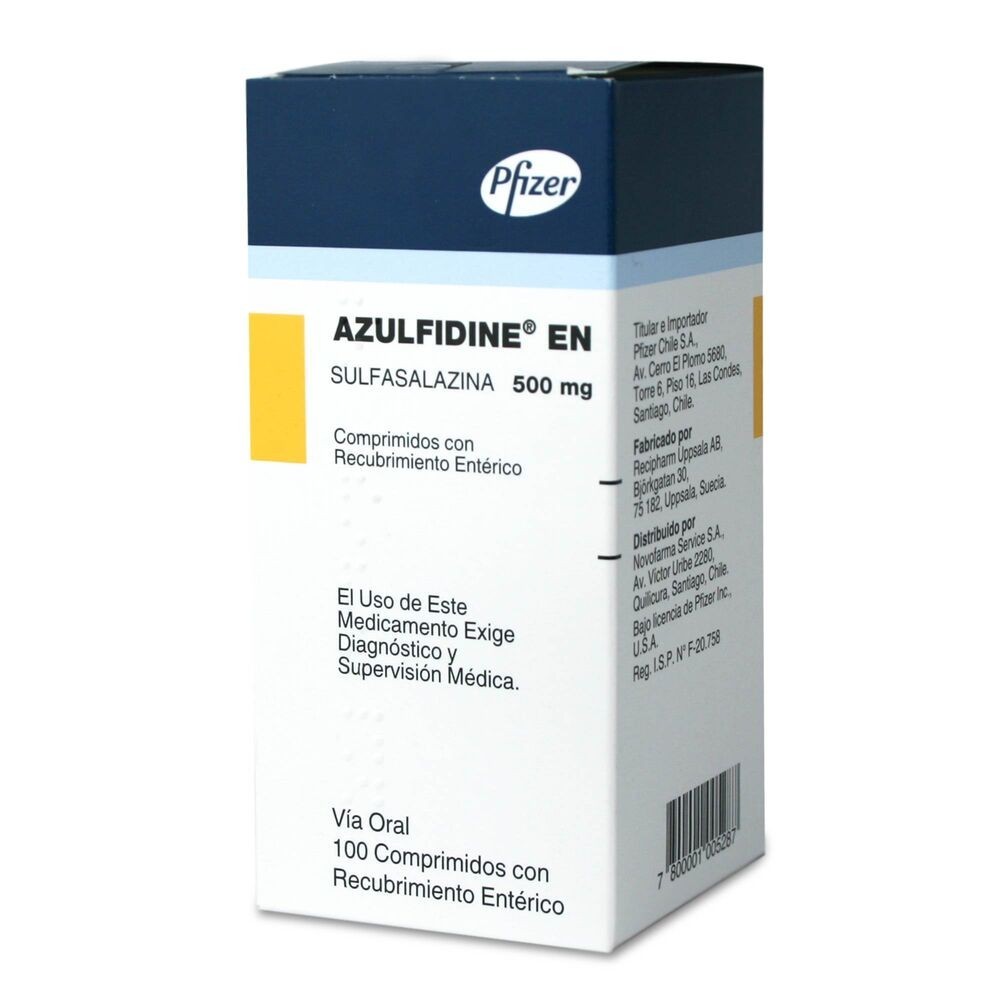 Pfizer
AZULFIDINE® EN
SULFASALAZINA 500 mg
Comprimidos con
Recubrimiento Entérico
El Uso de Este
Medicamento Exige
Diagnóstico y
Supervisión Médica.
Vía Oral
100 Comprimidos con
Recubrimiento Entérico
Titular e Importador
Pfizer Chile S.A.,
Av. Cerro El Plomo 5680,
Torre 6, Piso 16, Las Condes,
Santiago, Chile.
Fabricado por
Recipharm Uppsala AB,
Björkgatan 30,
75 182, Uppsala, Suecia.
Distribuido por
Novofarma Service S.A.,
Av. Víctor Uribe 2280,
Quilicura, Santiago, Chile.
Bajo licencia de Pfizer Inc.,
U.S.A.
Reg. I.S.P. N° F-20.758
7 800001 005287